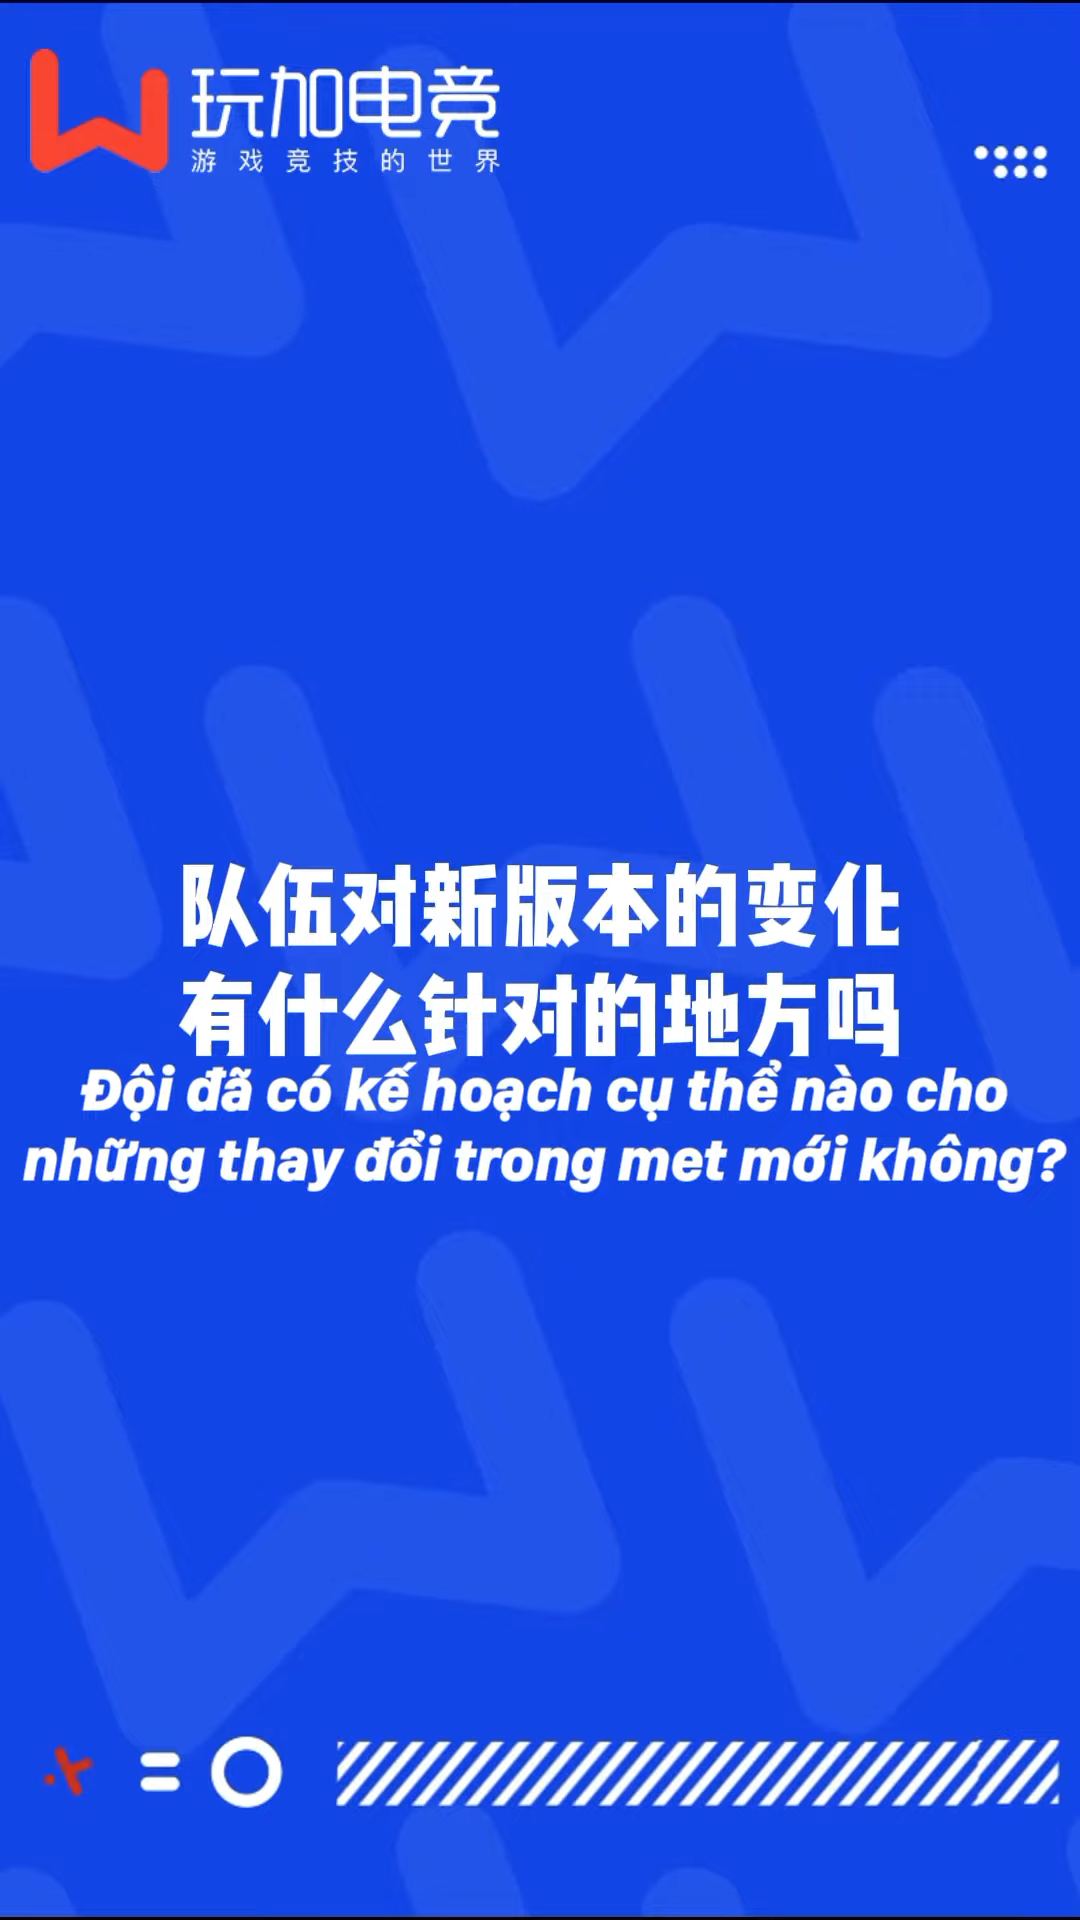 玩加电竞
游戏竞技的世界
队伍对新版本的变化
有什么针对的地方吗
Đội đã có kế hoạch cụ thể nào cho
những thay đổi trong met mới không?